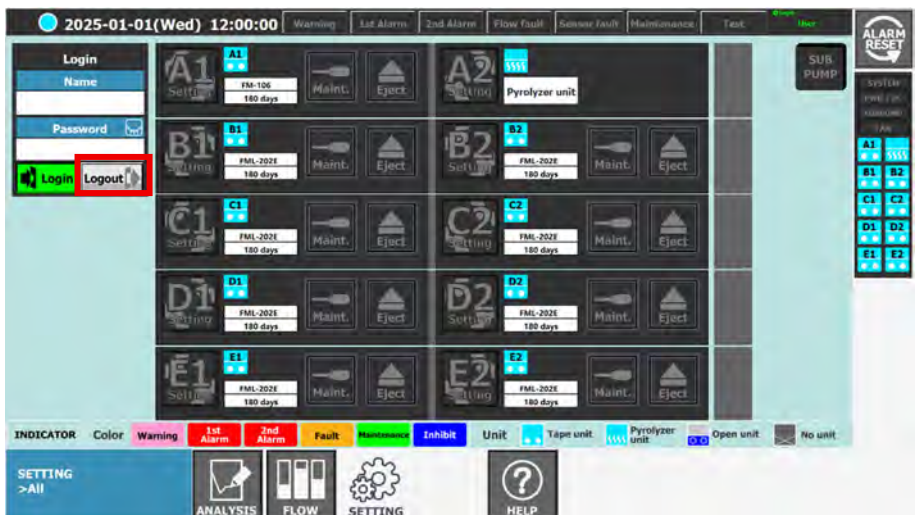 2025-01-01(Wed) 12:00:00 Warning 1st Alarm 2nd Alarm Flow fault Sensor fault Maintenance Test Login User
ALARM RESET
Login
Name
Password
Login Logout
A1 Setting A1 FM-106 180 days Maint. Eject
A2 Setting Pyrolyzer unit
SUB PUMP
B1 Setting B1 FML-202E 180 days Maint. Eject
B2 Setting B2 FML-202E 180 days Maint. Eject
C1 Setting C1 FML-202E 180 days Maint. Eject
C2 Setting C2 FML-202E 180 days Maint. Eject
D1 Setting D1 FML-202E 180 days Maint. Eject
D2 Setting D2 FML-202E 180 days Maint. Eject
E1 Setting E1 FML-202E 180 days Maint. Eject
E2 Setting E2 FML-202E 180 days Maint. Eject
SYSTEM
FAN
A1
B1 B2
C1 C2
D1 D2
E1 E2
INDICATOR Color Warning 1st Alarm 2nd Alarm Fault Maintenance Inhibit Unit Tape unit Pyrolyzer unit Open unit No unit
SETTING
>All
ANALYSIS FLOW SETTING HELP